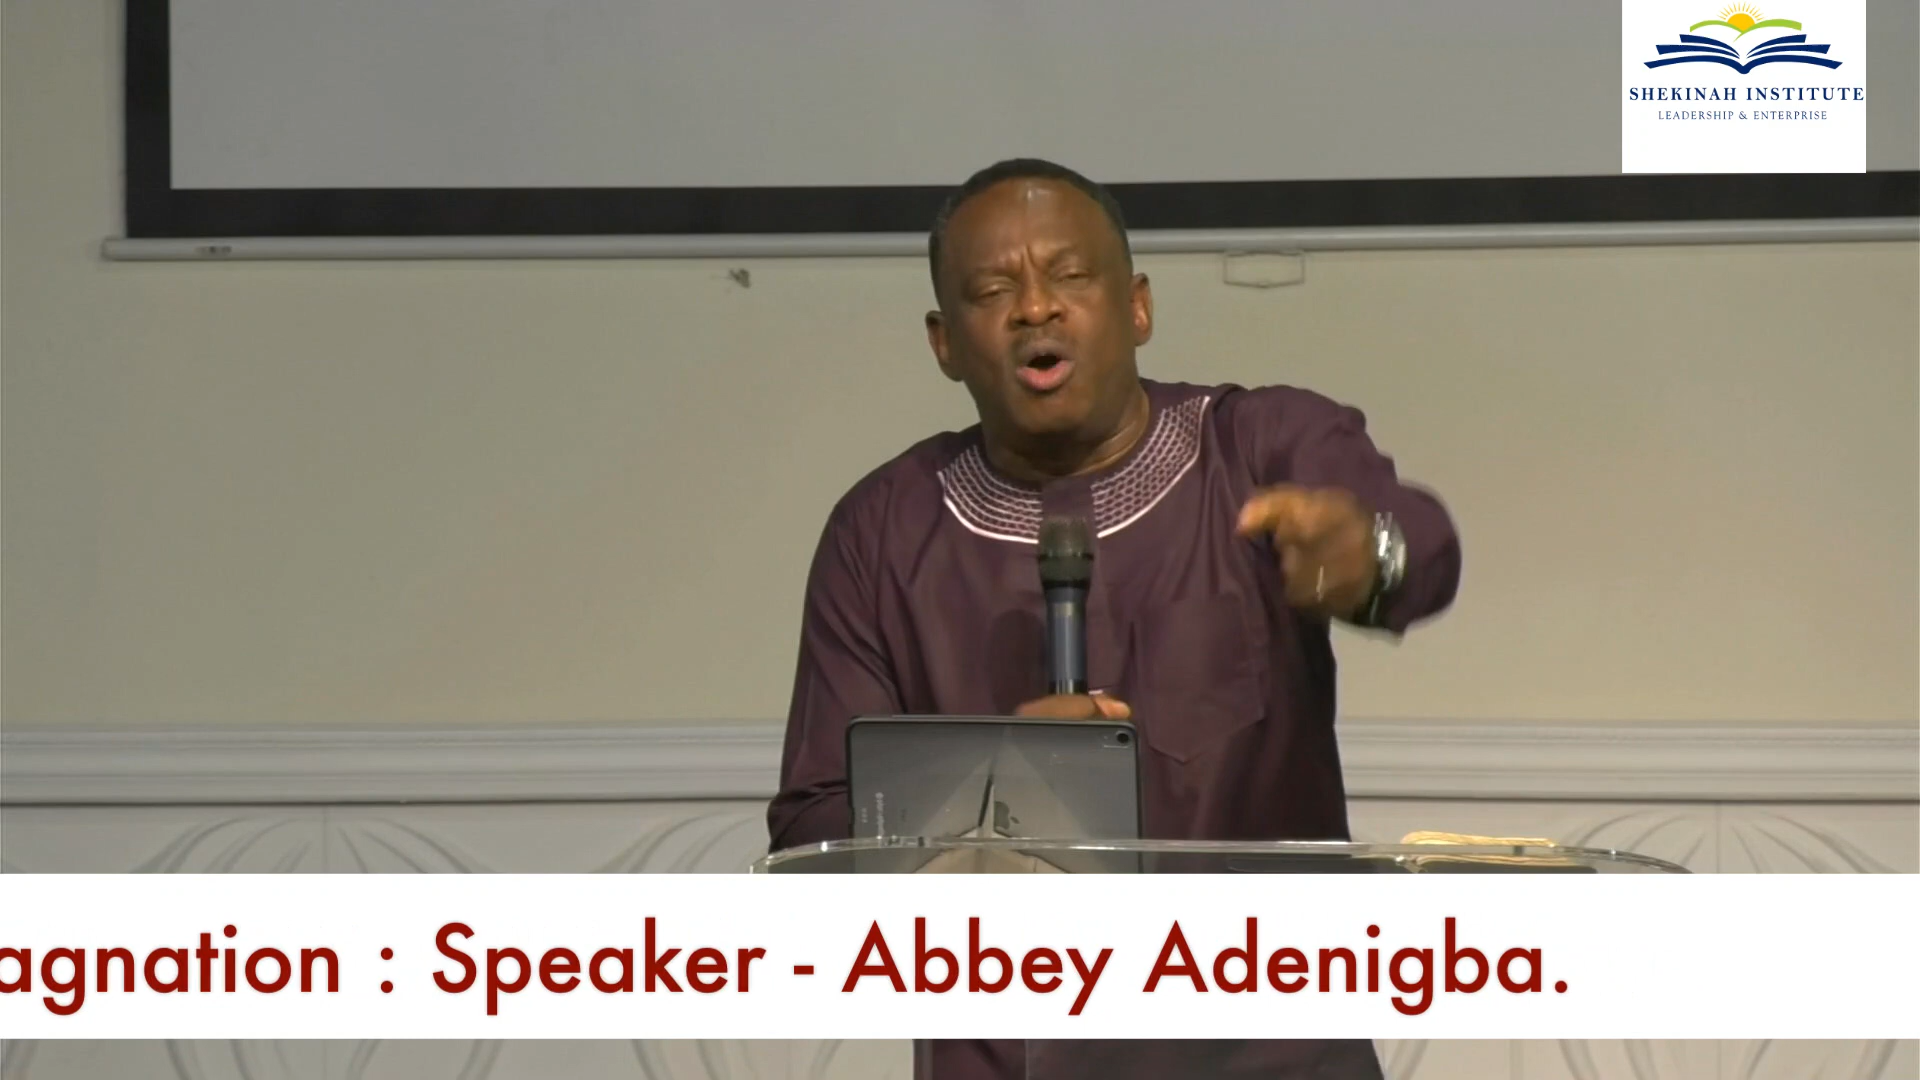 SHEKINAH INSTITUTE
LEADERSHIP & ENTERPRISE
agnation : Speaker - Abbey Adenigba.